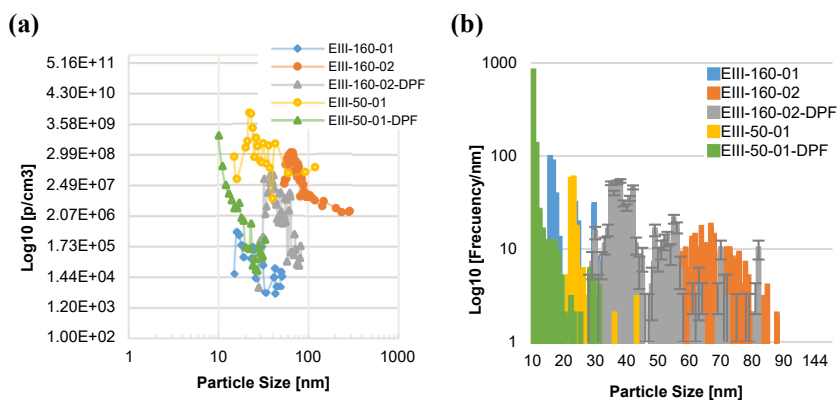 (a)
Log10 [p/cm3]
5.16E+11
4.30E+10
3.58E+09
2.99E+08
2.49E+07
2.07E+06
1.73E+05
1.44E+04
1.20E+03
1.00E+02
1
10
100
1000
Particle Size [nm]
EIII-160-01
EIII-160-02
EIII-160-02-DPF
EIII-50-01
EIII-50-01-DPF
(b)
Log10 [Frecuency/nm]
1000
100
10
1
10 20 30 40 50 60 70 80 90 144
Particle Size [nm]
EIII-160-01
EIII-160-02
EIII-160-02-DPF
EIII-50-01
EIII-50-01-DPF